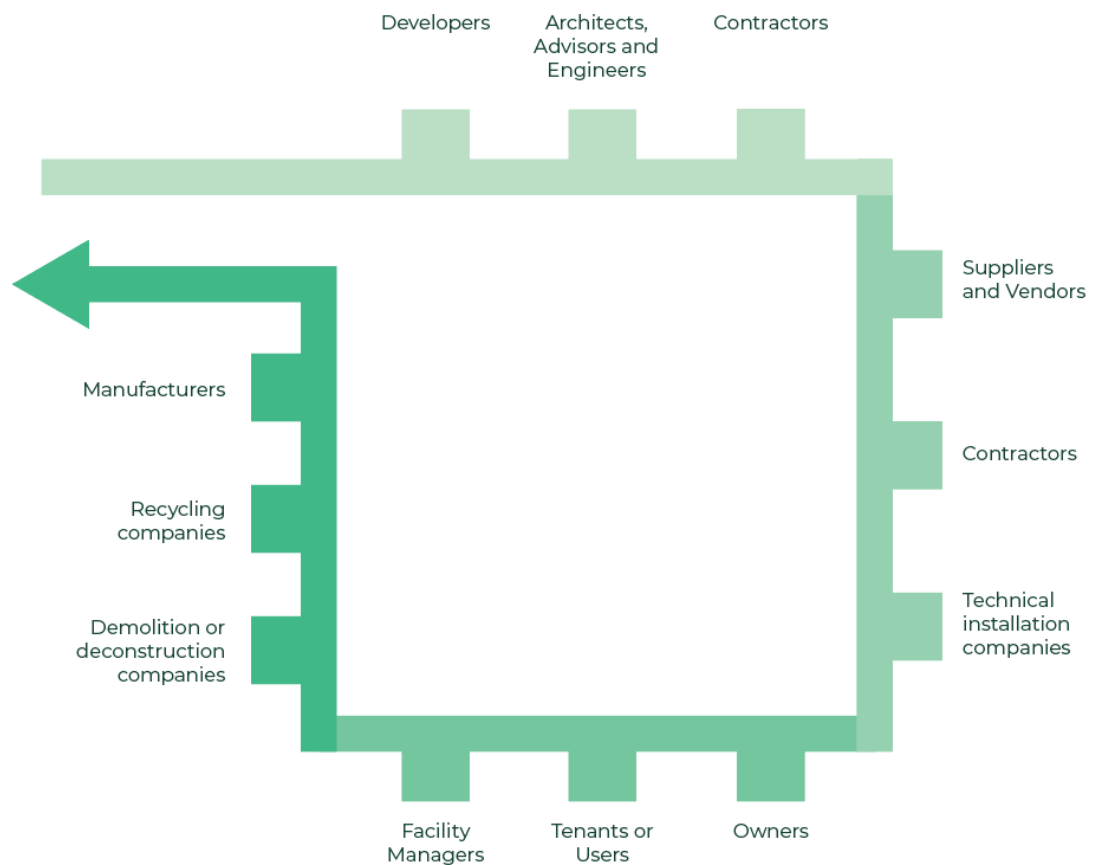 Developers
Architects,
Advisors and
Engineers
Contractors
Suppliers
and Vendors
Contractors
Technical
installation
companies
Manufacturers
Recycling
companies
Demolition or
deconstruction
companies
Facility
Managers
Tenants or
Users
Owners